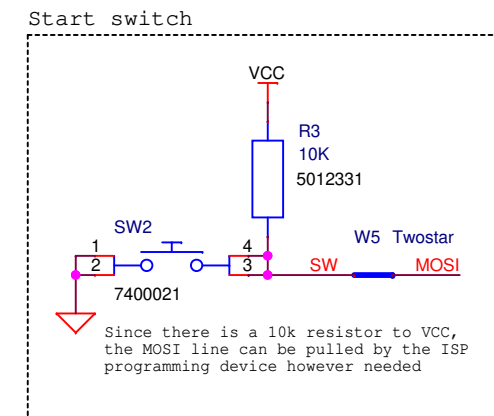 Start switch
VCC
R3
10K
5012331
SW2
1
2
4
3
7400021
W5 Twostar
SW
MOSI
Since there is a 10k resistor to VCC,
the MOSI line can be pulled by the ISP
programming device however needed